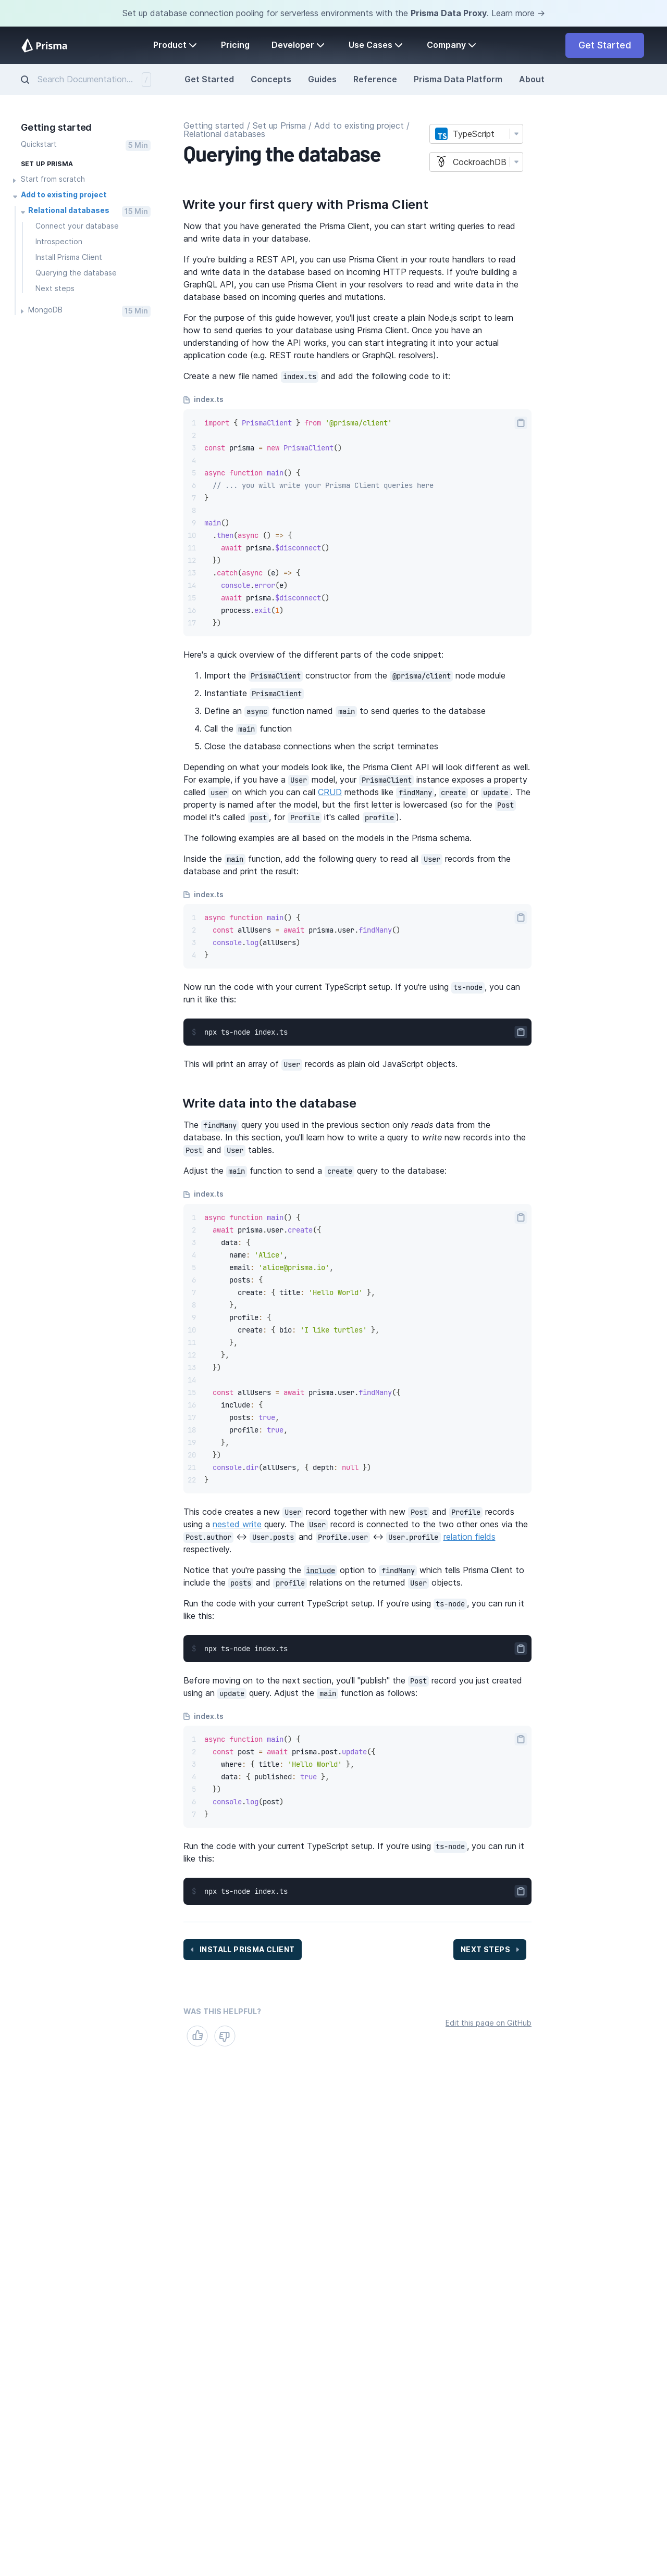 Set up database connection pooling for serverless environments with the Prisma Data Proxy. Learn more →
Prisma
Product
Pricing
Developer
Use Cases
Company
Get Started
Search Documentation... /
Get Started
Concepts
Guides
Reference
Prisma Data Platform
About
Getting started
Quickstart 5 Min
SET UP PRISMA
Start from scratch
Add to existing project
Relational databases 15 Min
Connect your database
Introspection
Install Prisma Client
Querying the database
Next steps
MongoDB 15 Min
Getting started / Set up Prisma / Add to existing project /
Relational databases
Querying the database
TypeScript
CockroachDB
Write your first query with Prisma Client
Now that you have generated the Prisma Client, you can start writing queries to read
and write data in your database.
If you're building a REST API, you can use Prisma Client in your route handlers to read
and write data in the database based on incoming HTTP requests. If you're building a
GraphQL API, you can use Prisma Client in your resolvers to read and write data in the
database based on incoming queries and mutations.
For the purpose of this guide however, you'll just create a plain Node.js script to learn
how to send queries to your database using Prisma Client. Once you have an
understanding of how the API works, you can start integrating it into your actual
application code (e.g. REST route handlers or GraphQL resolvers).
Create a new file named index.ts and add the following code to it:
index.ts
1 import { PrismaClient } from '@prisma/client'
2
3 const prisma = new PrismaClient()
4
5 async function main() {
6 // ... you will write your Prisma Client queries here
7 }
8
9 main()
10 .then(async () => {
11 await prisma.$disconnect()
12 })
13 .catch(async (e) => {
14 console.error(e)
15 await prisma.$disconnect()
16 process.exit(1)
17 })
Here's a quick overview of the different parts of the code snippet:
1. Import the PrismaClient constructor from the @prisma/client node module
2. Instantiate PrismaClient
3. Define an async function named main to send queries to the database
4. Call the main function
5. Close the database connections when the script terminates
Depending on what your models look like, the Prisma Client API will look different as well.
For example, if you have a User model, your PrismaClient instance exposes a property
called user on which you can call CRUD methods like findMany, create or update. The
property is named after the model, but the first letter is lowercased (so for the Post
model it's called post, for Profile it's called profile).
The following examples are all based on the models in the Prisma schema.
Inside the main function, add the following query to read all User records from the
database and print the result:
index.ts
1 async function main() {
2 const allUsers = await prisma.user.findMany()
3 console.log(allUsers)
4 }
Now run the code with your current TypeScript setup. If you're using ts-node, you can
run it like this:
$ npx ts-node index.ts
This will print an array of User records as plain old JavaScript objects.
Write data into the database
The findMany query you used in the previous section only reads data from the
database. In this section, you'll learn how to write a query to write new records into the
Post and User tables.
Adjust the main function to send a create query to the database:
index.ts
1 async function main() {
2 await prisma.user.create({
3 data: {
4 name: 'Alice',
5 email: 'alice@prisma.io',
6 posts: {
7 create: { title: 'Hello World' },
8 },
9 profile: {
10 create: { bio: 'I like turtles' },
11 },
12 },
13 })
14
15 const allUsers = await prisma.user.findMany({
16 include: {
17 posts: true,
18 profile: true,
19 },
20 })
21 console.dir(allUsers, { depth: null })
22 }
This code creates a new User record together with new Post and Profile records
using a nested write query. The User record is connected to the two other ones via the
Post.author ↔ User.posts and Profile.user ↔ User.profile relation fields
respectively.
Notice that you're passing the include option to findMany which tells Prisma Client to
include the posts and profile relations on the returned User objects.
Run the code with your current TypeScript setup. If you're using ts-node, you can run it
like this:
$ npx ts-node index.ts
Before moving on to the next section, you'll "publish" the Post record you just created
using an update query. Adjust the main function as follows:
index.ts
1 async function main() {
2 const post = await prisma.post.update({
3 where: { title: 'Hello World' },
4 data: { published: true },
5 })
6 console.log(post)
7 }
Run the code with your current TypeScript setup. If you're using ts-node, you can run it
like this:
$ npx ts-node index.ts
INSTALL PRISMA CLIENT
NEXT STEPS
WAS THIS HELPFUL?
Edit this page on GitHub